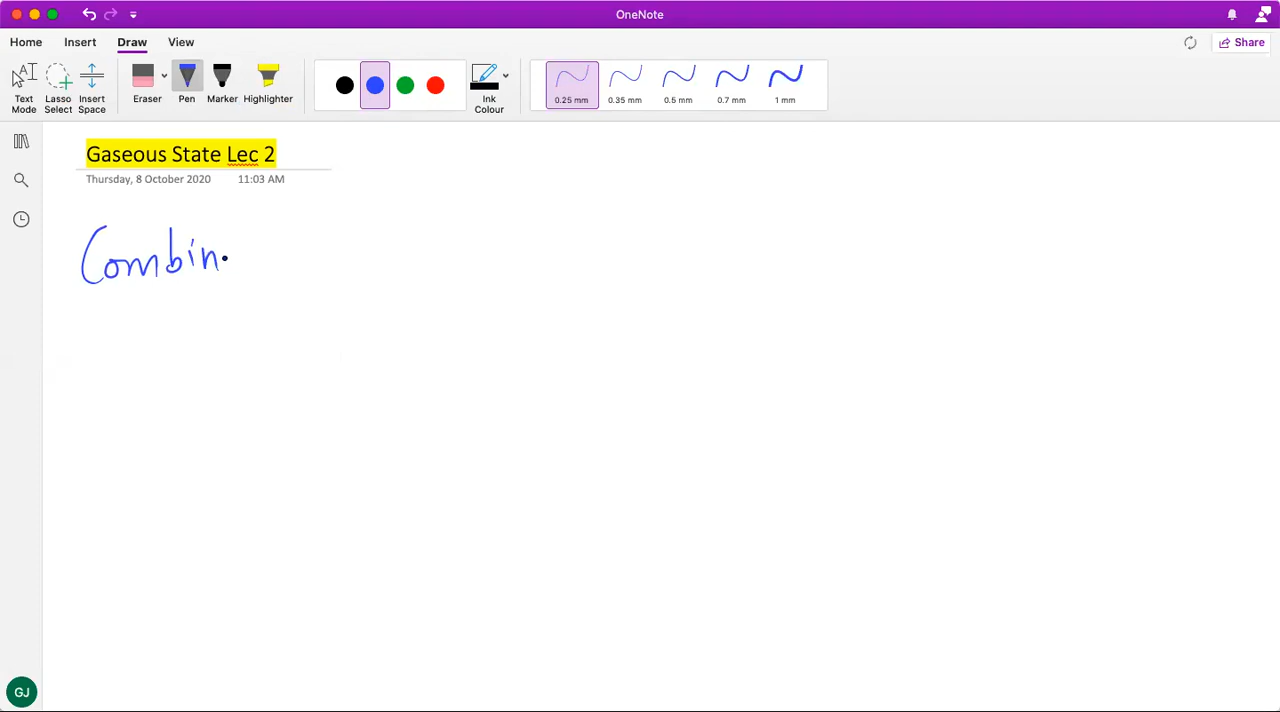 OneNote
Home Insert Draw View
Share
Text Mode
Lasso Select
Insert Space
Eraser
Pen
Marker
Highlighter
Ink Colour
0.25 mm
0.35 mm
0.5 mm
0.7 mm
1 mm
Gaseous State Lec 2
Thursday, 8 October 2020 11:03 AM
Combin
GJ